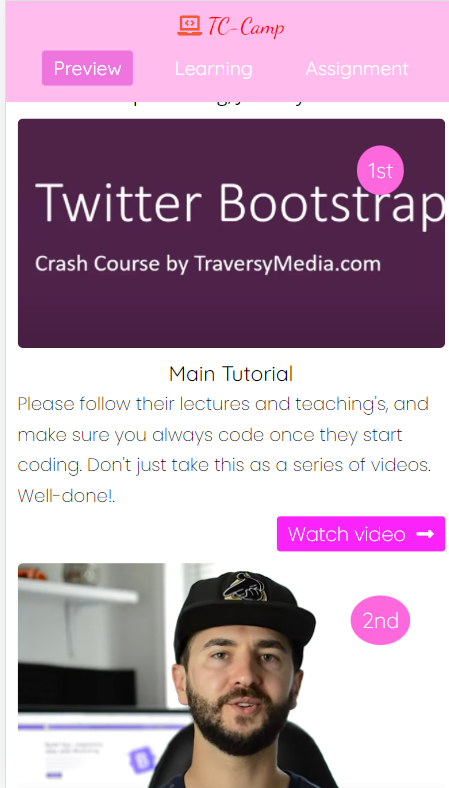 TC-Camp
Preview Learning Assignment
1st
Twitter Bootstrap
Crash Course by TraversyMedia.com
Main Tutorial
Please follow their lectures and teaching's, and
make sure you always code once they start
coding. Don't just take this as a series of videos.
Well-done!.
Watch video
2nd